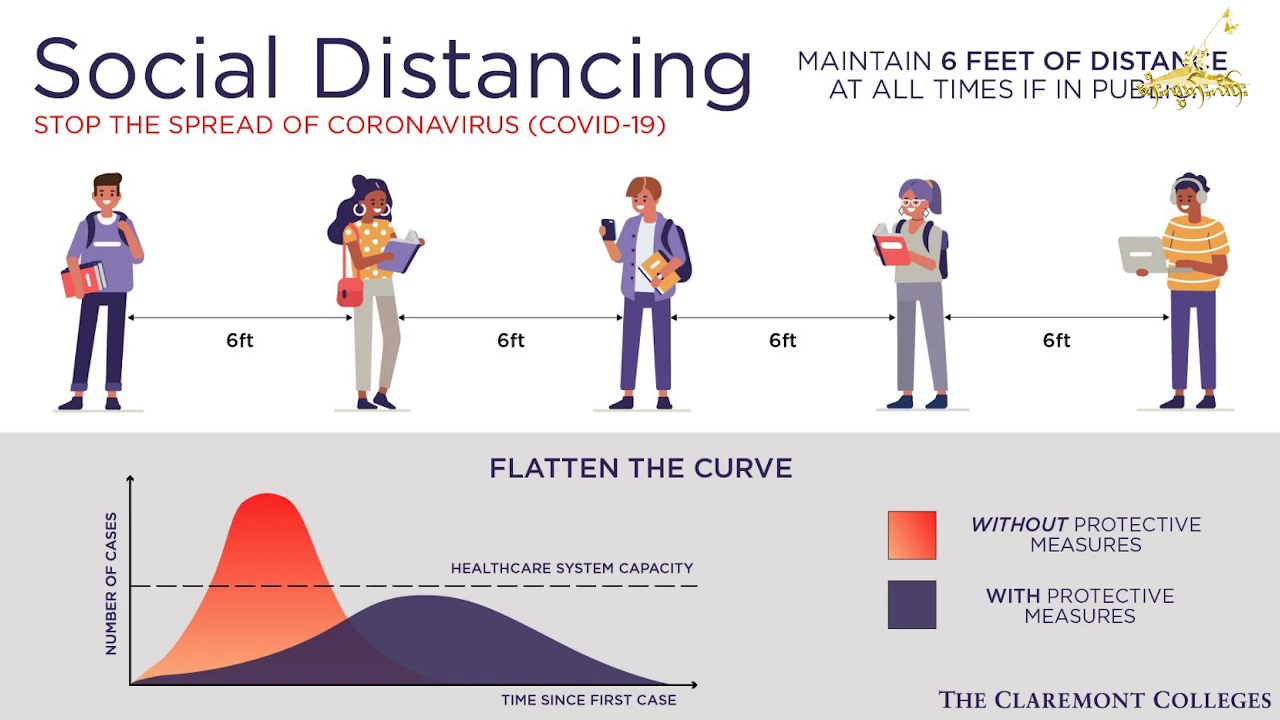 Social Distancing
STOP THE SPREAD OF CORONAVIRUS (COVID-19)
MAINTAIN 6 FEET OF DISTANCE
AT ALL TIMES IF IN PUBLIC
6ft
6ft
6ft
6ft
FLATTEN THE CURVE
NUMBER OF CASES
HEALTHCARE SYSTEM CAPACITY
TIME SINCE FIRST CASE
WITHOUT PROTECTIVE
MEASURES
WITH PROTECTIVE
MEASURES
THE CLAREMONT COLLEGES